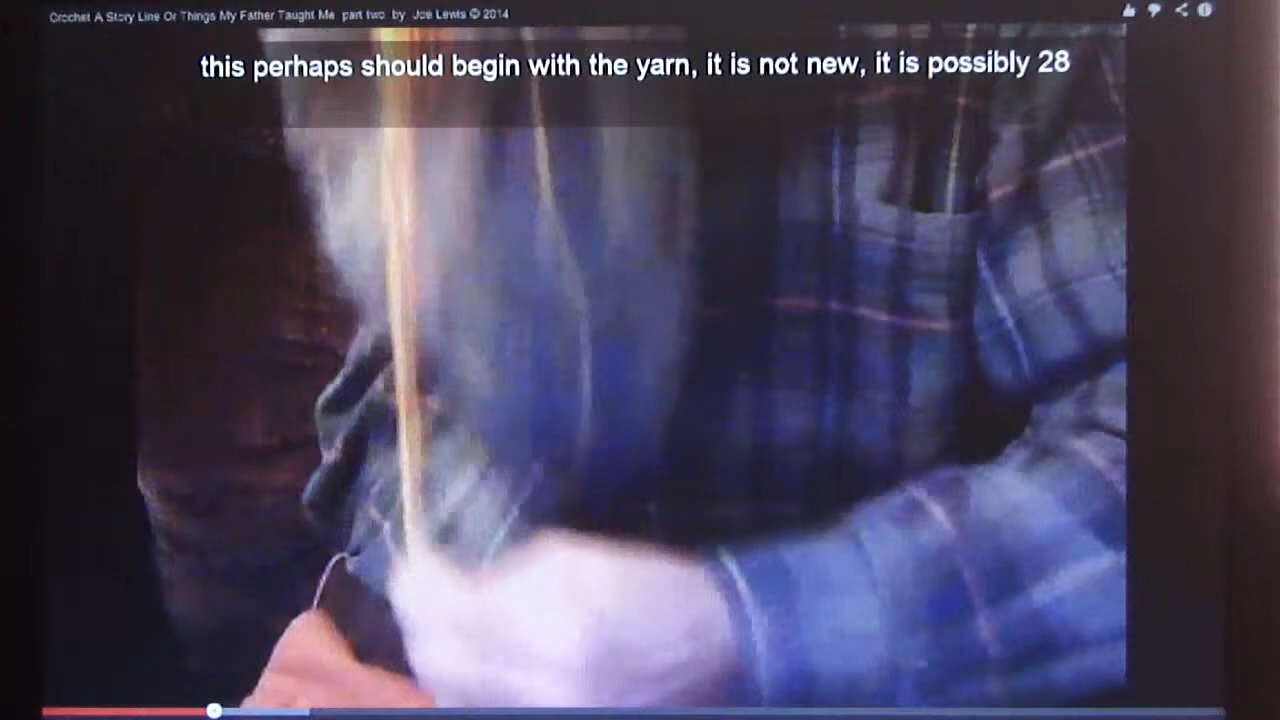 Crochet A Story Line Or Things My Father Taught Me part two by Joe Lewis © 2014
this perhaps should begin with the yarn, it is not new, it is possibly 28